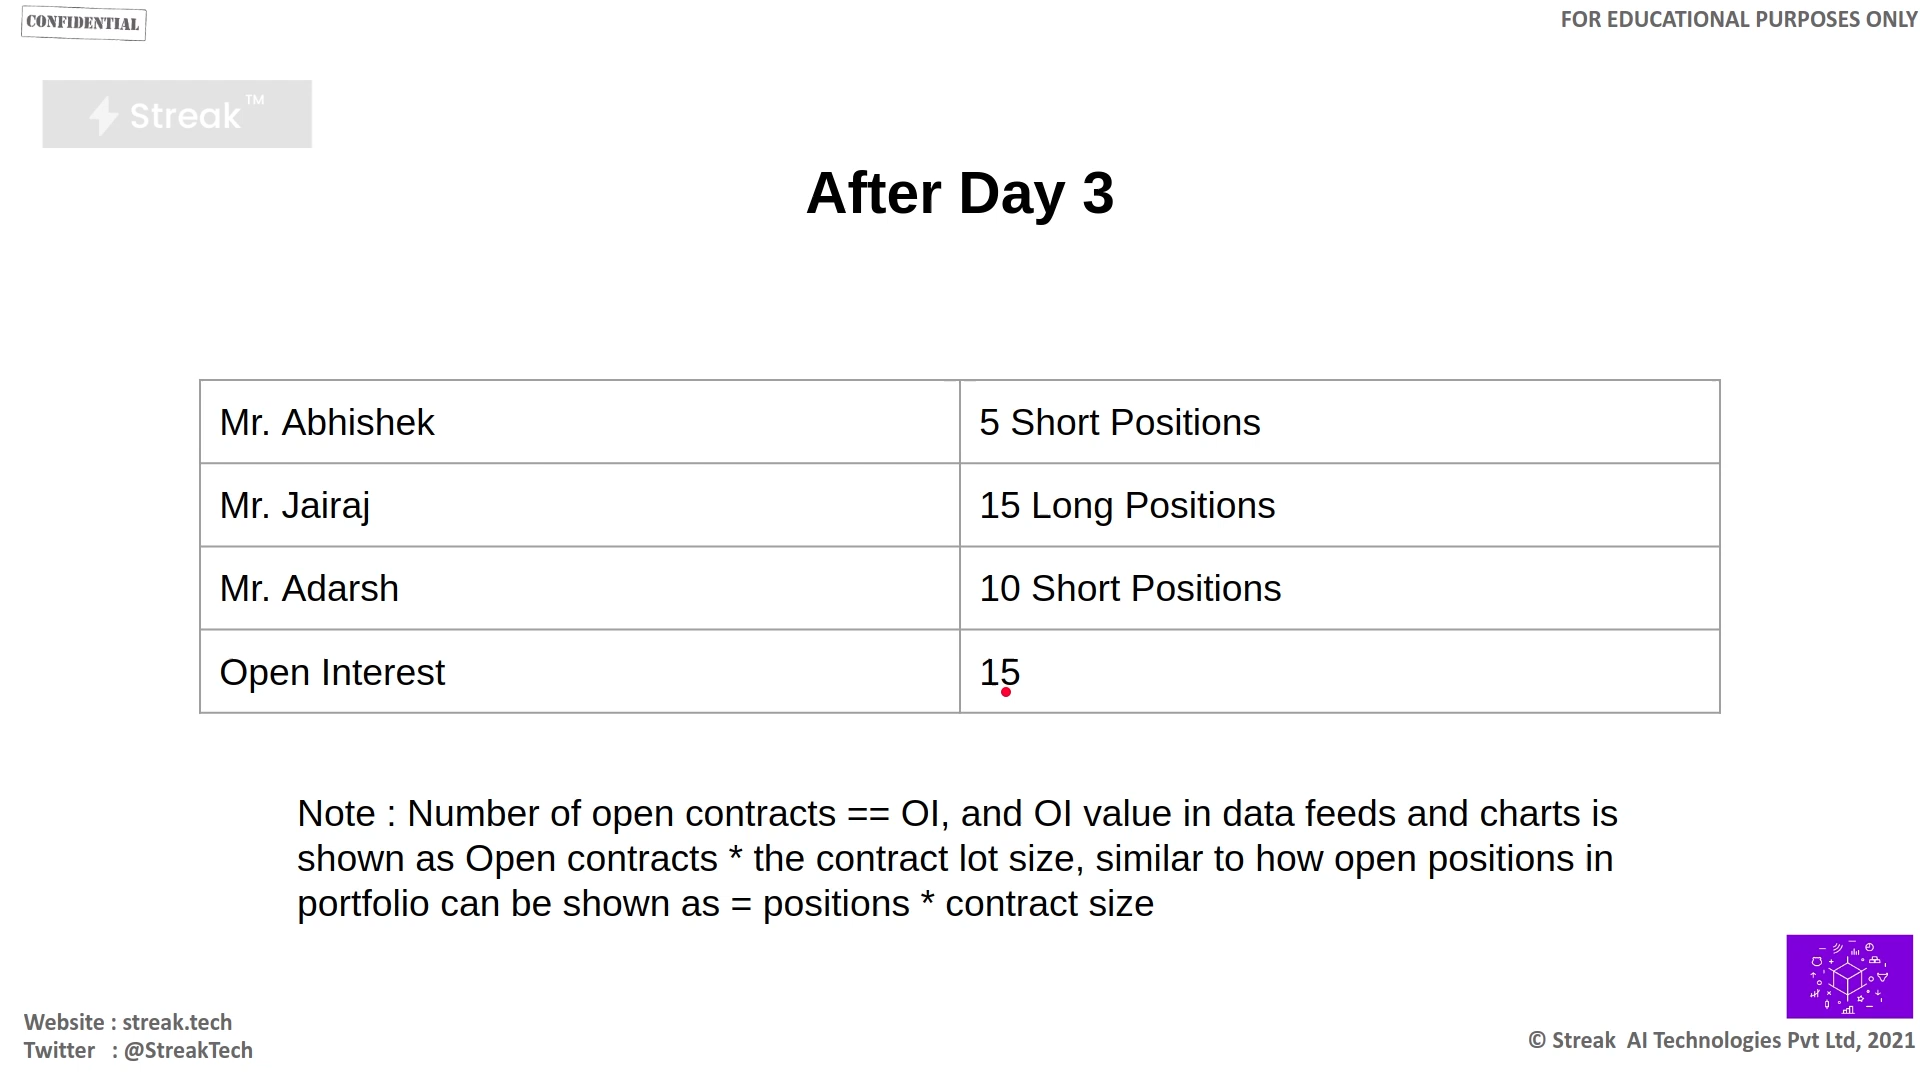 CONFIDENTIAL
FOR EDUCATIONAL PURPOSES ONLY
Streak™
After Day 3
Mr. Abhishek
5 Short Positions
Mr. Jairaj
15 Long Positions
Mr. Adarsh
10 Short Positions
Open Interest
15
Note : Number of open contracts == OI, and OI value in data feeds and charts is
shown as Open contracts * the contract lot size, similar to how open positions in
portfolio can be shown as = positions * contract size
Website : streak.tech
Twitter : @StreakTech
© Streak AI Technologies Pvt Ltd, 2021